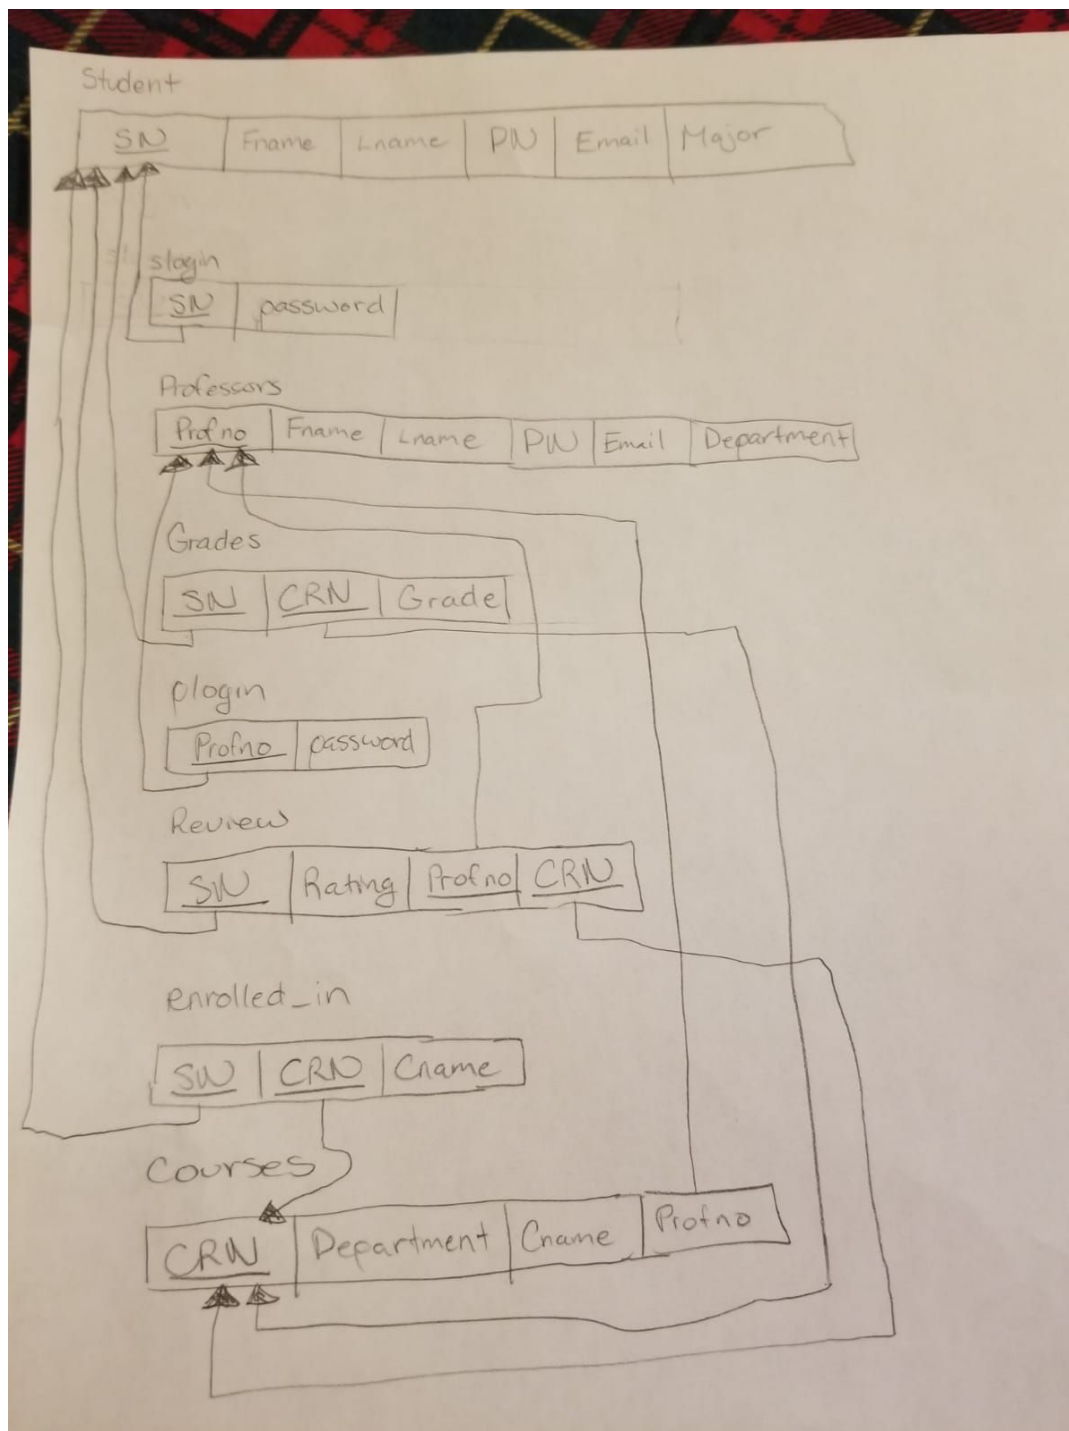 Student
SN Fname Lname PN Email Major
slogin
SN password
Professors
Profno Fname Lname PN Email Department
Grades
SN CRN Grade
plogin
Profno password
Review
SN Rating Profno CRN
enrolled_in
SN CRN Cname
Courses
CRN Department Cname Profno